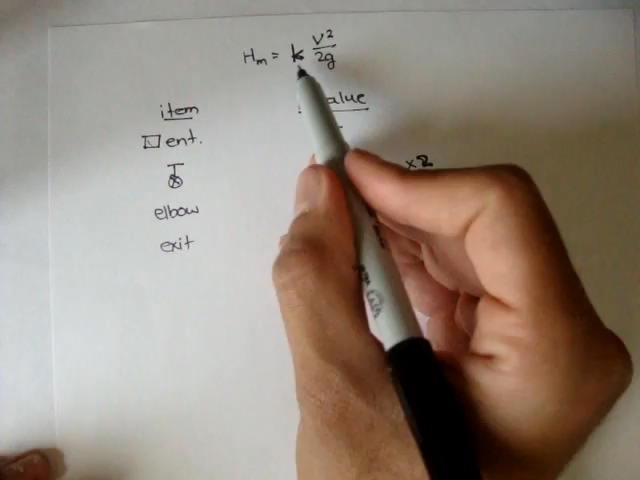 Hm = k V²/2g
item value
ent.
x2
elbow
exit